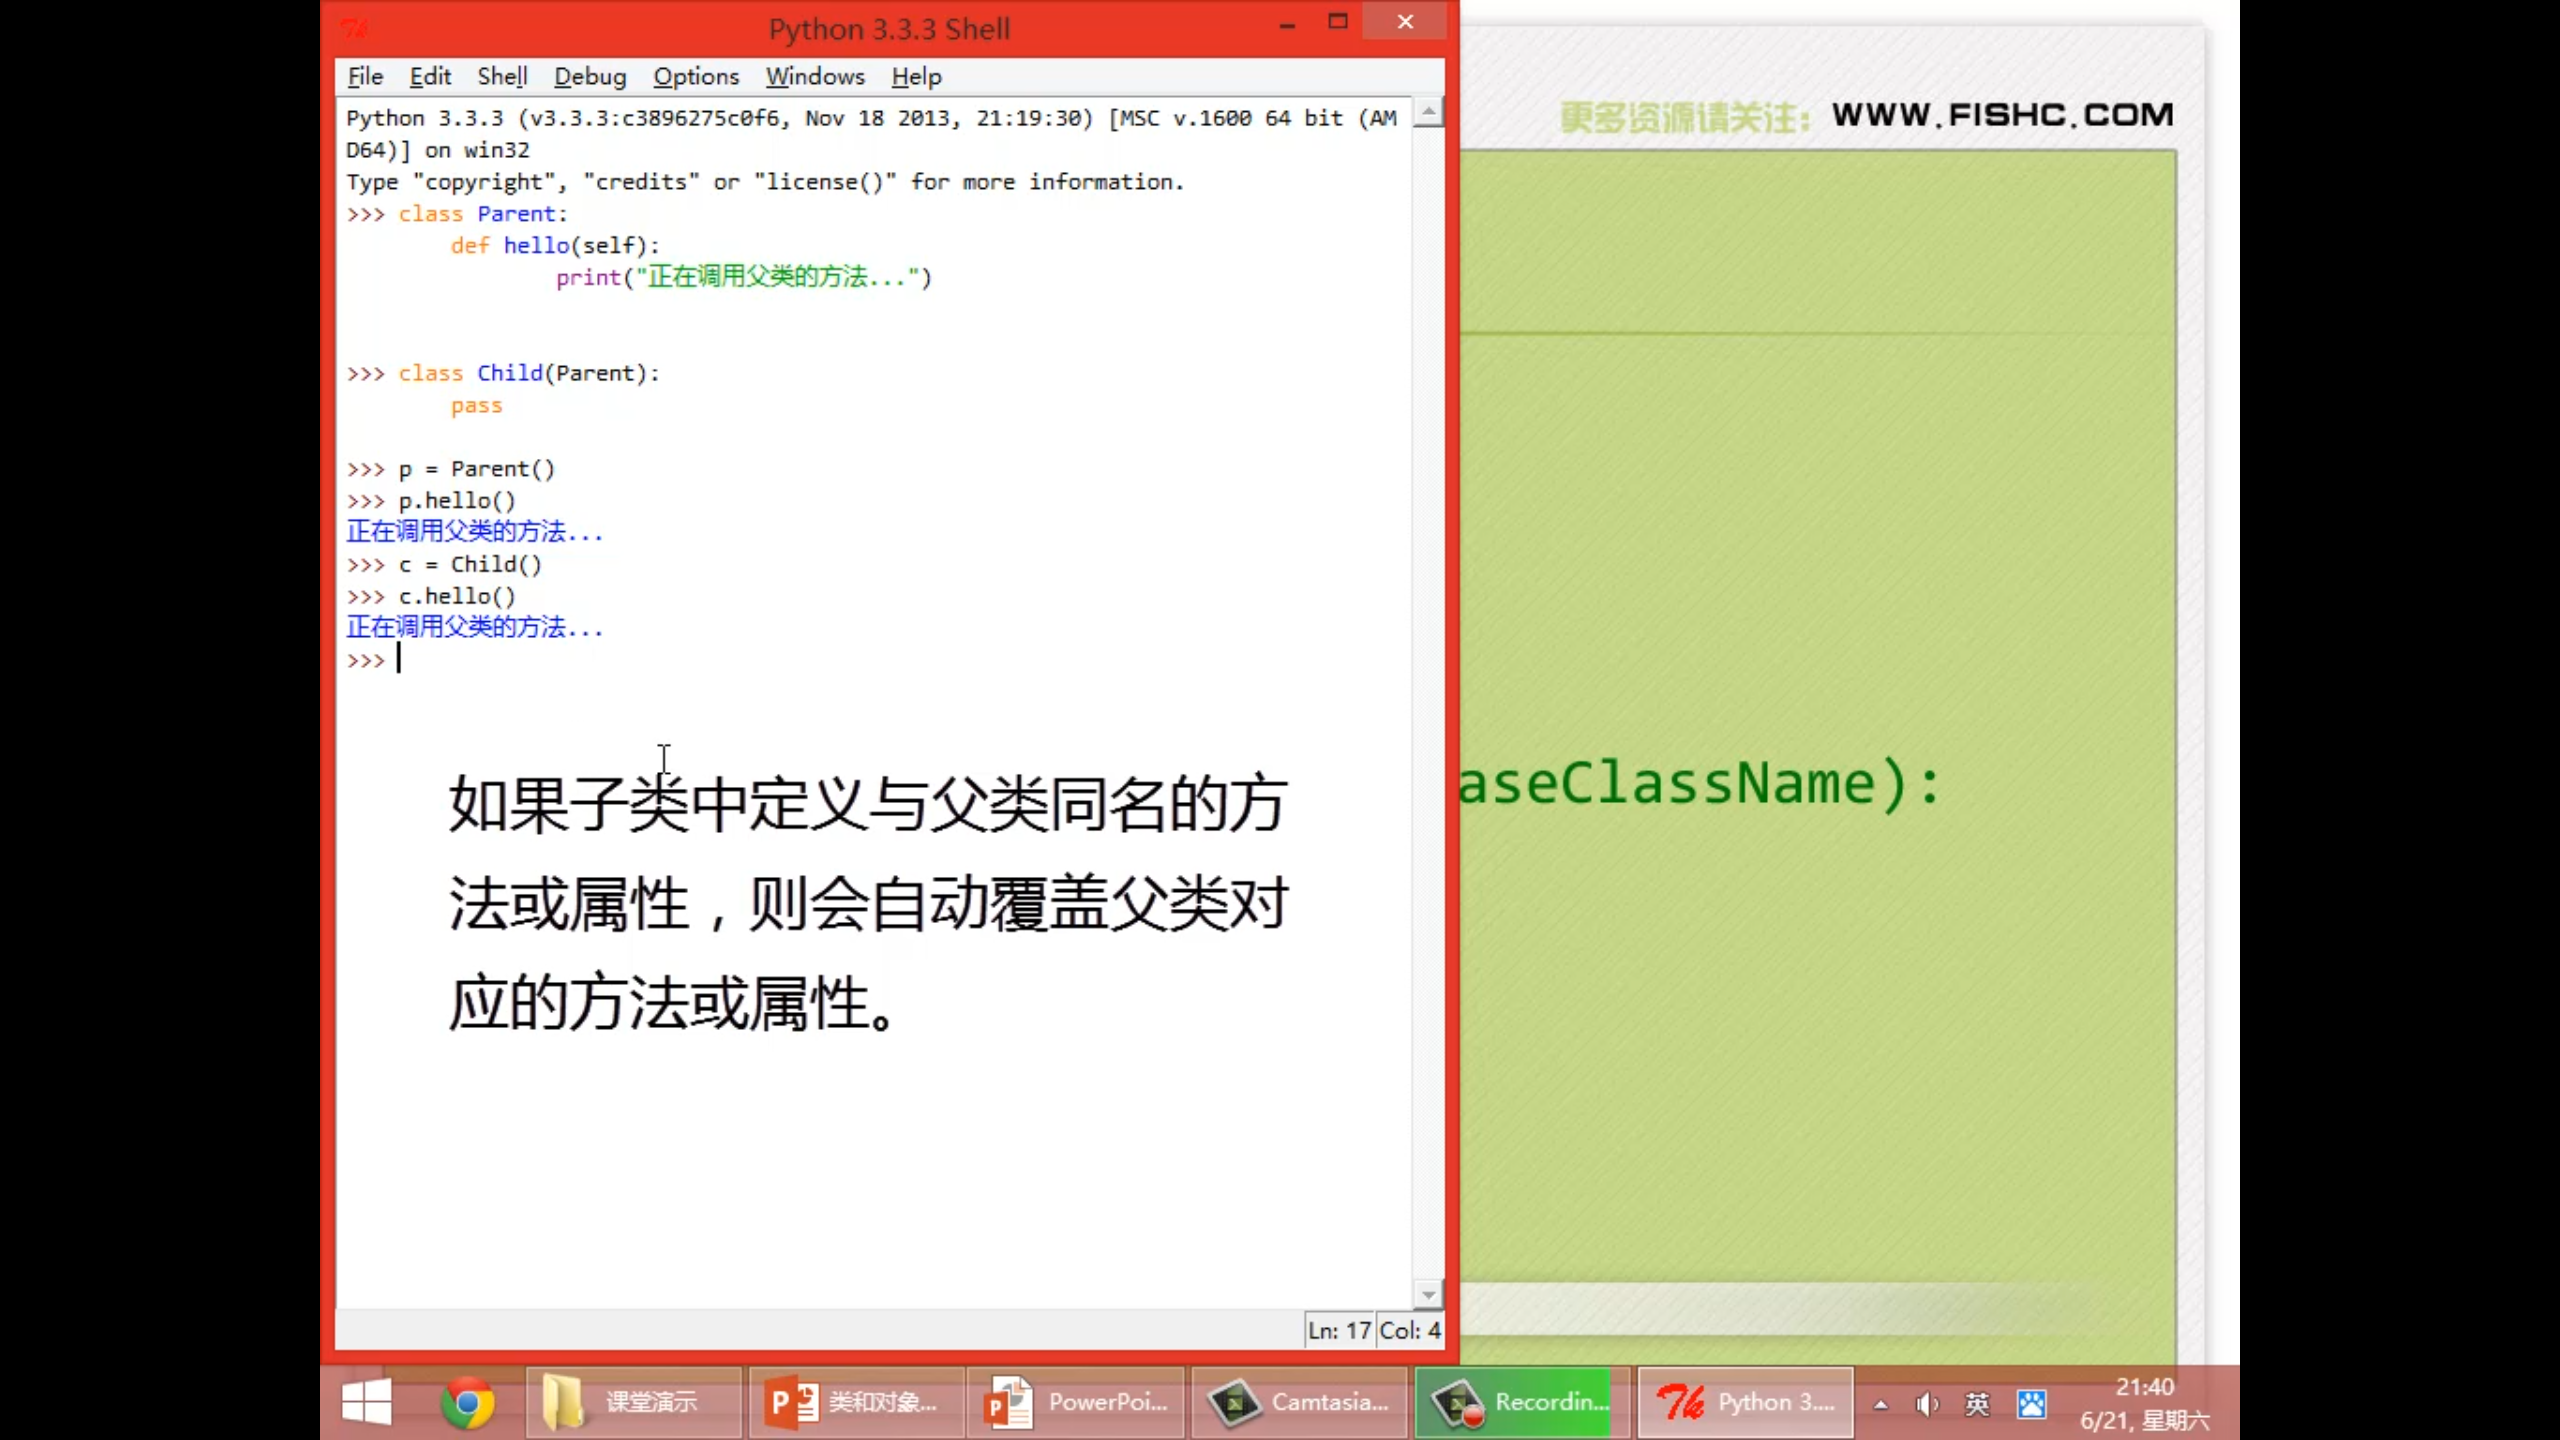 Python 3.3.3 Shell
File Edit Shell Debug Options Windows Help
Python 3.3.3 (v3.3.3:c3896275c0f6, Nov 18 2013, 21:19:30) [MSC v.1600 64 bit (AM
D64)] on win32
Type "copyright", "credits" or "license()" for more information.
>>> class Parent:
def hello(self):
print("正在调用父类的方法...")
>>> class Child(Parent):
pass
>>> p = Parent()
>>> p.hello()
正在调用父类的方法...
>>> c = Child()
>>> c.hello()
正在调用父类的方法...
>>>
如果子类中定义与父类同名的方
法或属性，则会自动覆盖父类对
应的方法或属性。
Ln: 17 Col: 4
更多资源请关注：WWW.FISHC.COM
aseClassName):
课堂演示 类和对象... PowerPoi... Camtasia... Recordin... Python 3.... 英 21:40
6/21, 星期六